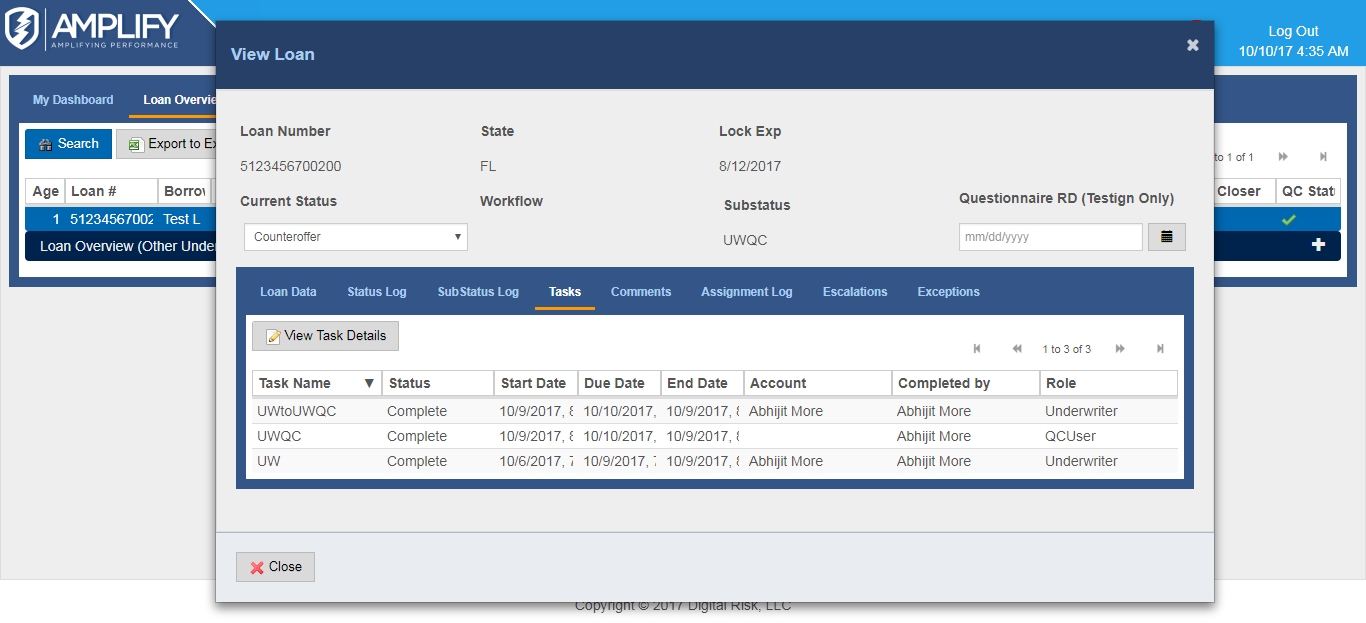 AMPLIFY
AMPLIFYING PERFORMANCE
Log Out
10/10/17 4:35 AM
My Dashboard
Loan Overvie
Search
Export to Ex
to 1 of 1
Age
Loan #
Borro
Closer
QC Stat
1
51234567002
Test L
Loan Overview (Other Unde
View Loan
Loan Number
State
Lock Exp
5123456700200
FL
8/12/2017
Current Status
Workflow
Substatus
Questionnaire RD (Testign Only)
Counteroffer
UWQC
mm/dd/yyyy
Loan Data
Status Log
SubStatus Log
Tasks
Comments
Assignment Log
Escalations
Exceptions
View Task Details
1 to 3 of 3
Task Name ▼ Status Start Date Due Date End Date Account Completed by Role
UWtoUWQC Complete 10/9/2017, 8 10/10/2017, 10/9/2017, 8 Abhijit More Abhijit More Underwriter
UWQC Complete 10/9/2017, 8 10/10/2017, 10/9/2017, 8 Abhijit More QCUser
UW Complete 10/6/2017, 7 10/9/2017, 7 10/9/2017, 8 Abhijit More Abhijit More Underwriter
Close
Copyright © 2017 Digital Risk, LLC